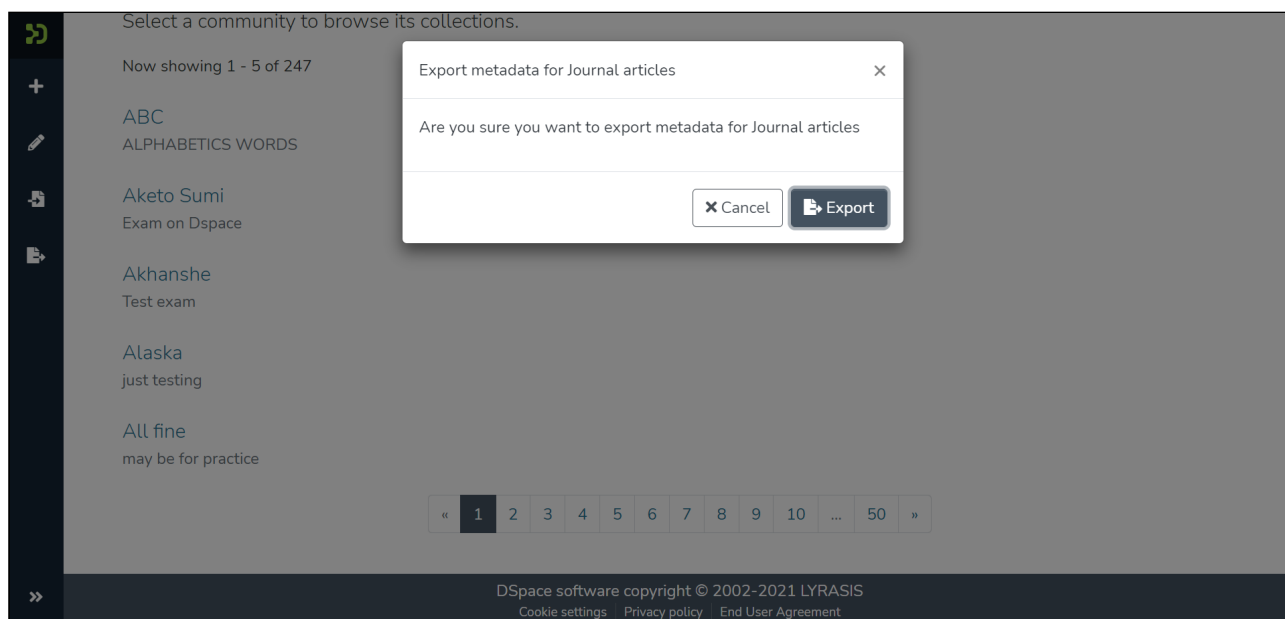 Select a community to browse its collections.
Now showing 1 - 5 of 247
ABC
ALPHABETICS WORDS
Aketo Sumi
Exam on Dspace
Akhanshe
Test exam
Alaska
just testing
All fine
may be for practice
Export metadata for Journal articles ×
Are you sure you want to export metadata for Journal articles
× Cancel Export
« 1 2 3 4 5 6 7 8 9 10 ... 50 »
DSpace software copyright © 2002-2021 LYRASIS
Cookie settings Privacy policy End User Agreement